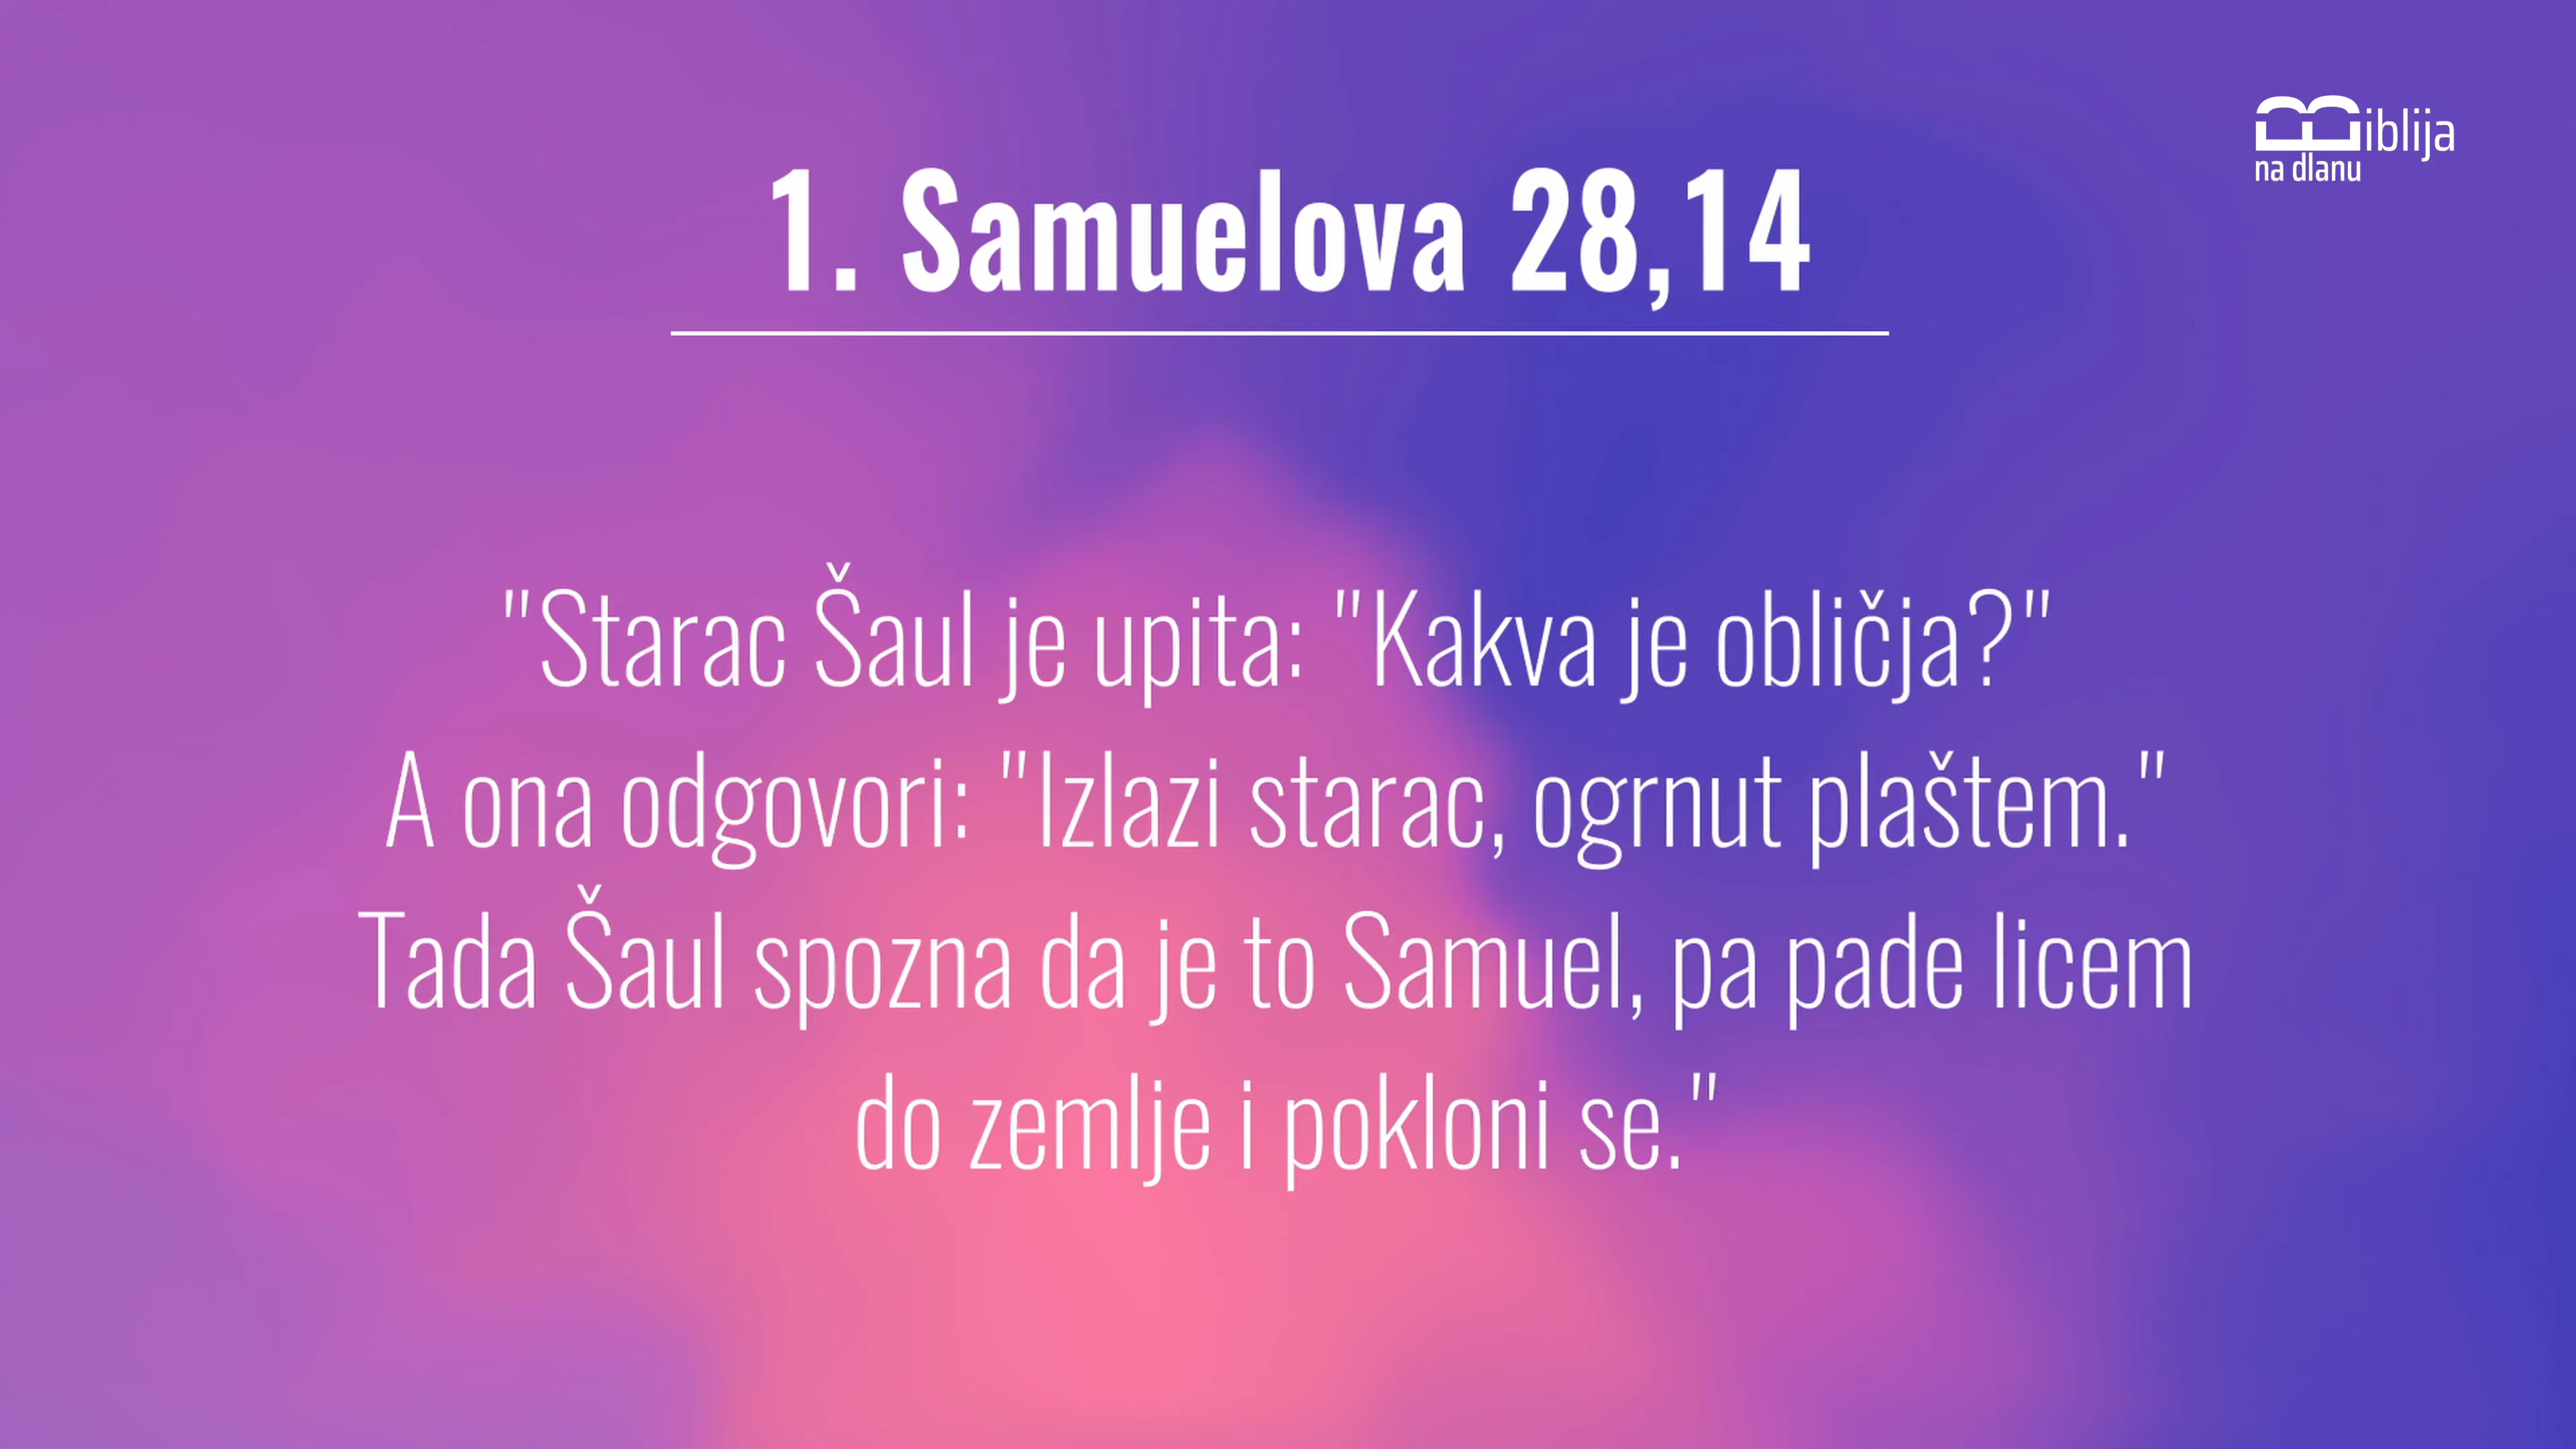 Biblija
na dlanu
1. Samuelova 28,14
"Starac Šaul je upita: "Kakva je obličja?"
A ona odgovori: "Izlazi starac, ogrnut plaštem."
Tada Šaul spozna da je to Samuel, pa pade licem
do zemlje i pokloni se."